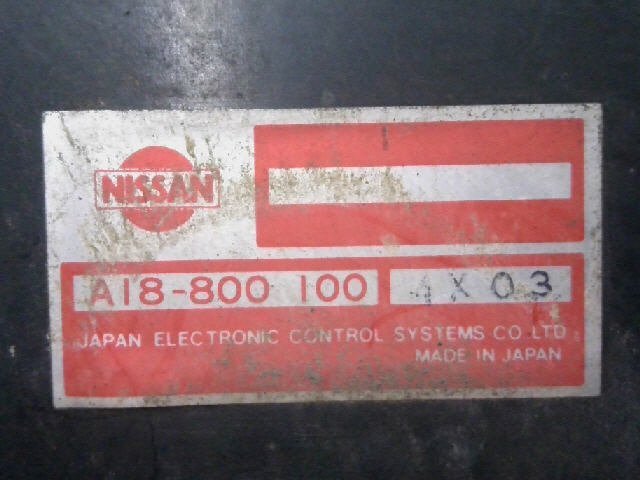 NISSAN
A18-800 100
4X03
JAPAN ELECTRONIC CONTROL SYSTEMS CO.LTD
MADE IN JAPAN